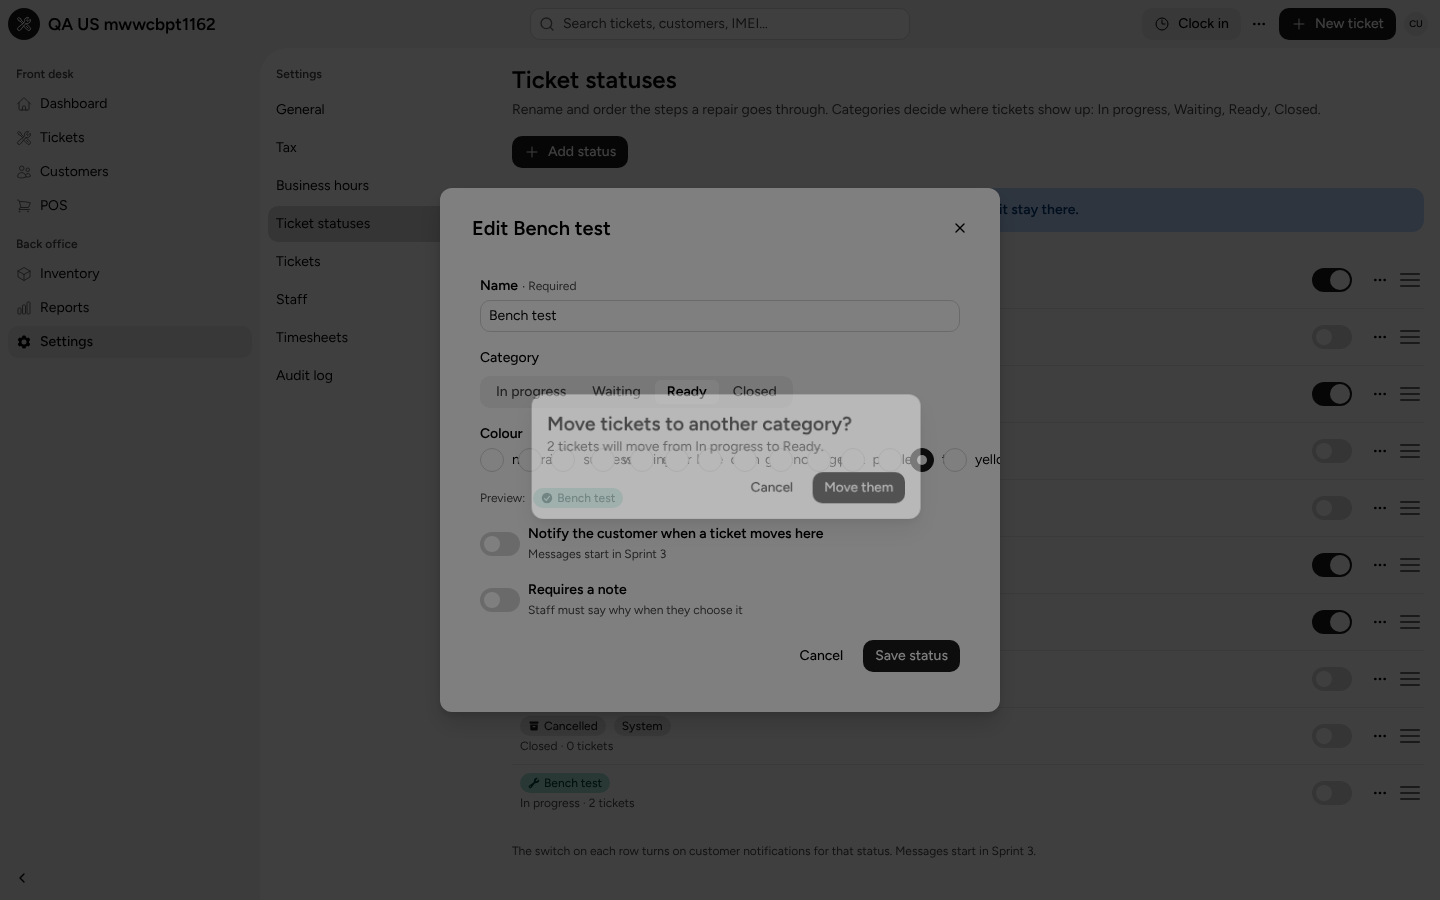 QA US mwwcbpt1162
Search tickets, customers, IMEI...
Clock in
New ticket
CU
Front desk
Dashboard
Tickets
Customers
POS
Back office
Inventory
Reports
Settings
Settings
General
Tax
Business hours
Ticket statuses
Tickets
Staff
Timesheets
Audit log
Ticket statuses
Rename and order the steps a repair goes through. Categories decide where tickets show up: In progress, Waiting, Ready, Closed.
Add status
it stay there.
Edit Bench test
Name · Required
Bench test
Category
In progress Waiting Ready Closed
Colour
Move tickets to another category?
2 tickets will move from In progress to Ready.
Cancel Move them
Preview: Bench test
Notify the customer when a ticket moves here
Messages start in Sprint 3
Requires a note
Staff must say why when they choose it
Cancel Save status
Cancelled System
Closed · 0 tickets
Bench test
In progress · 2 tickets
The switch on each row turns on customer notifications for that status. Messages start in Sprint 3.